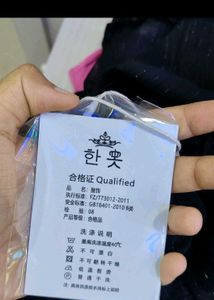 한옷
合格证 Qualified
品 名：服饰
执行标准：FZ/T73012-2011
安全标准：GB18401-2010 B类
检 验：08
产品等级：合格品
洗涤说明
最高洗涤温度40℃
不可漂白
不可翻转干燥
低温熨烫
干洗